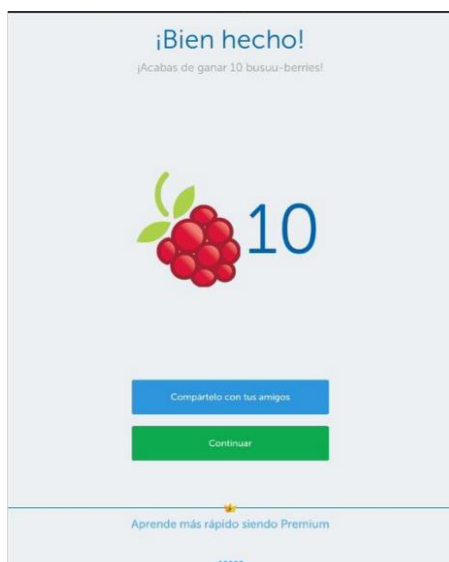 ¡Bien hecho!
¡Acabas de ganar 10 busuu-berries!
10
Compártelo con tus amigos
Continuar
Aprende más rápido siendo Premium